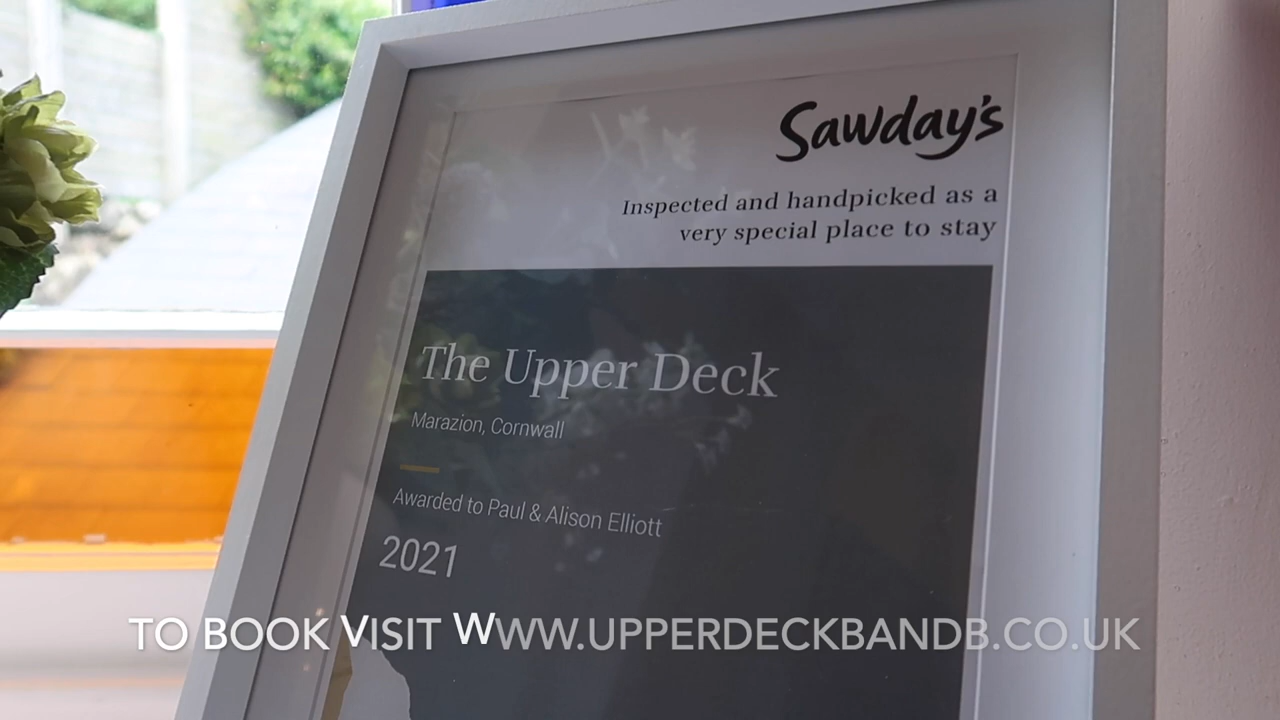 Sawday's
Inspected and handpicked as a
very special place to stay
The Upper Deck
Marazion, Cornwall
Awarded to Paul & Alison Elliott
2021
TO BOOK VISIT WWW.UPPERDECKBANDB.CO.UK